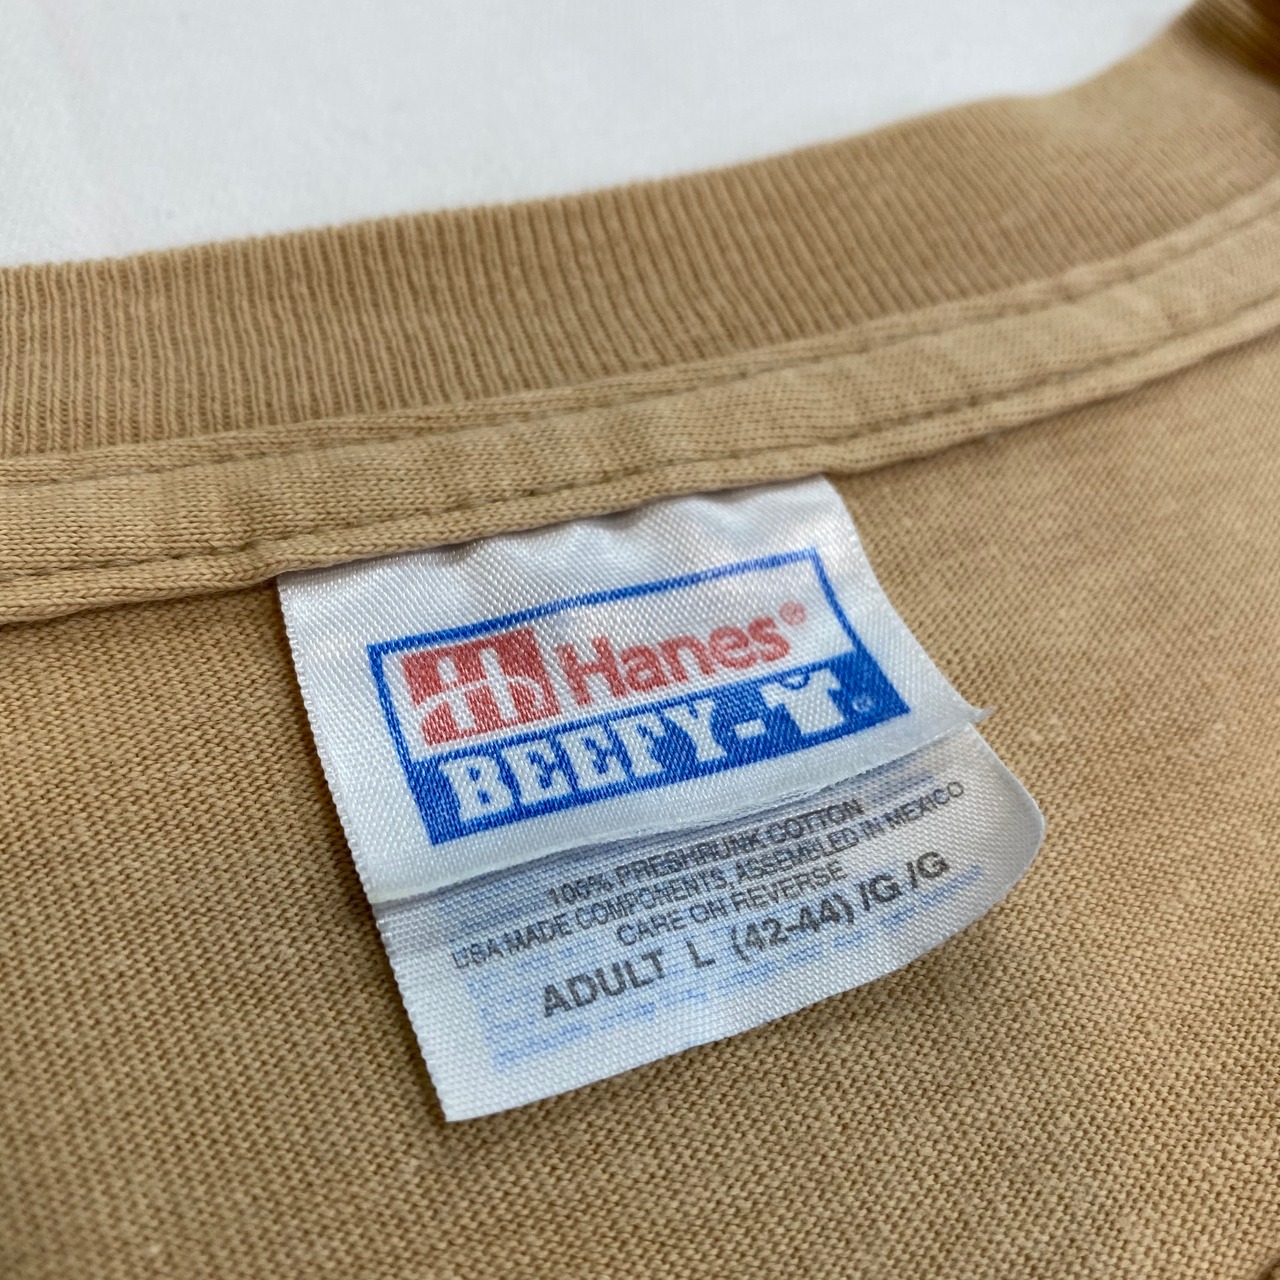 Hanes®
BEEFY-T®
100% PRESHRUNK COTTON
USA MADE COMPONENTS, ASSEMBLED IN MEXICO
CARE ON REVERSE
ADULT L (42-44) /G /G